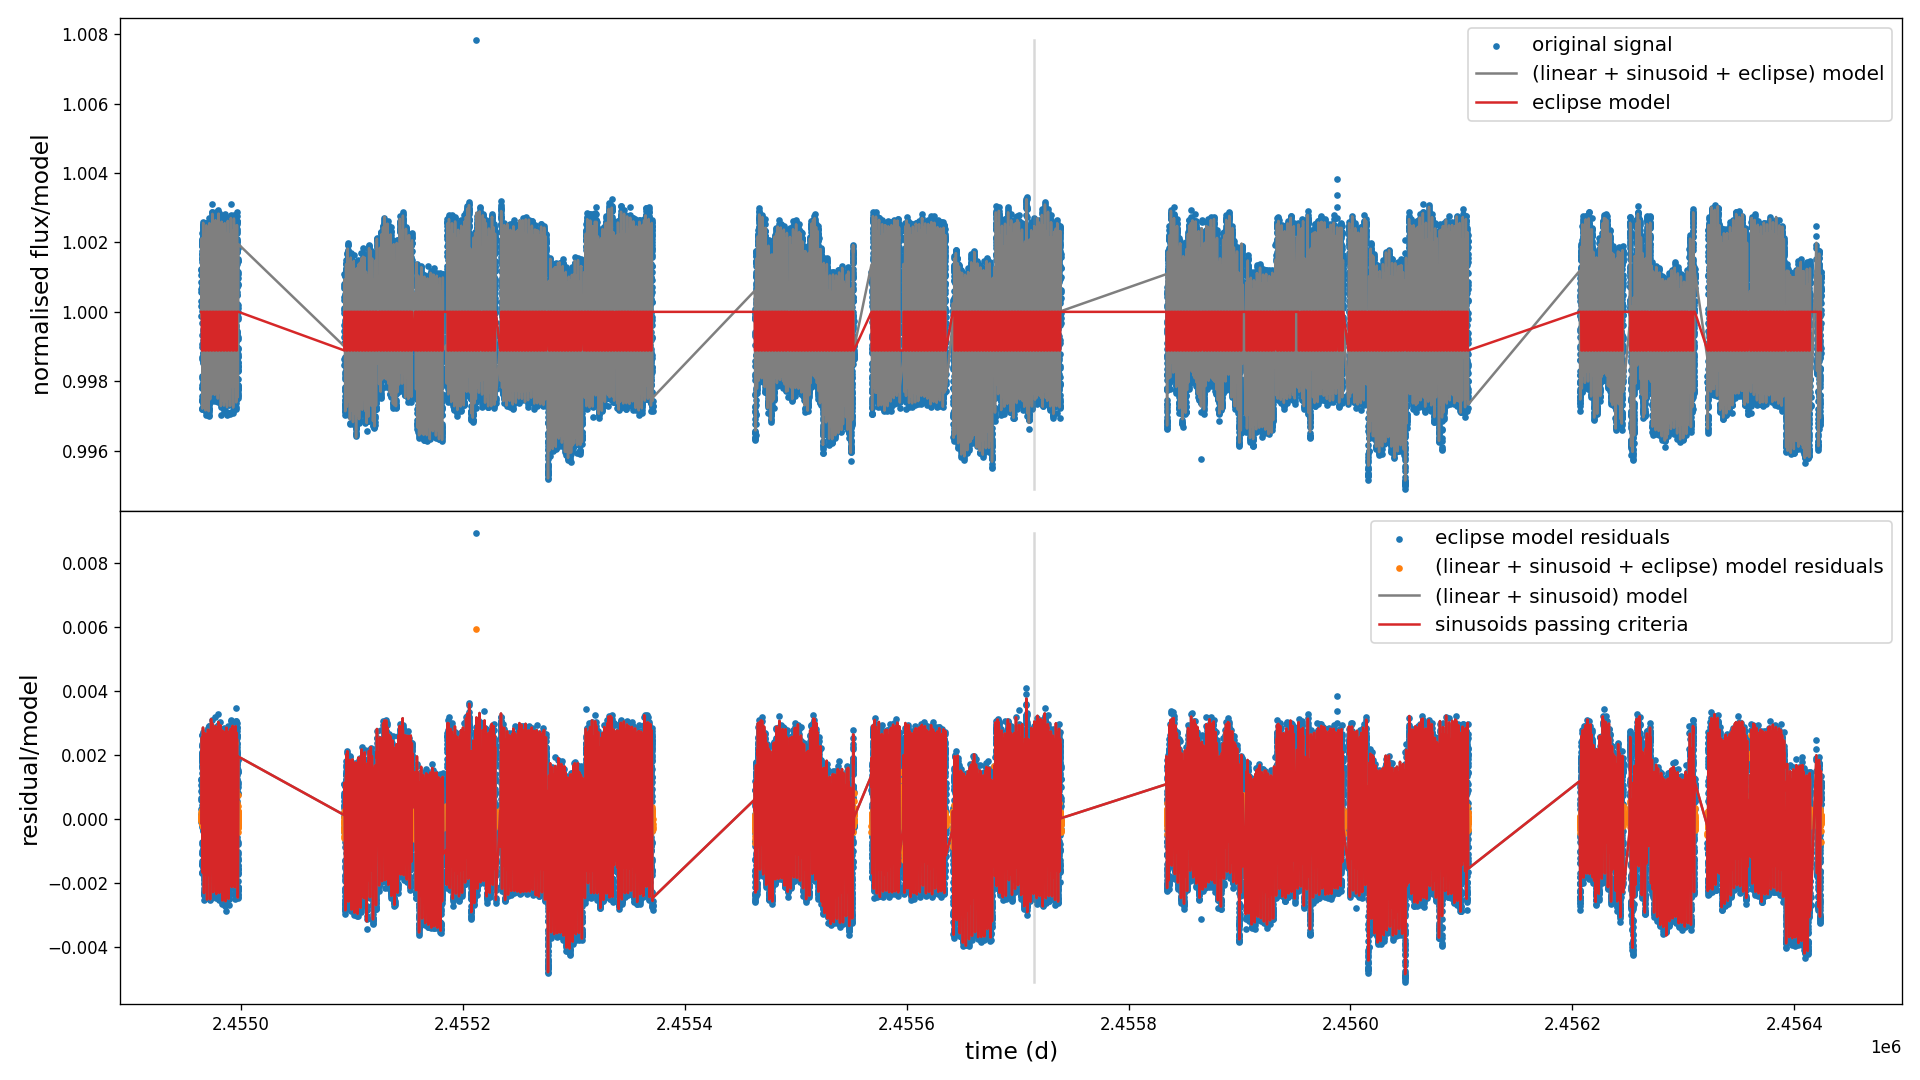 1.008
1.006
1.004
1.002
1.000
0.998
0.996
normalised flux/model
original signal
(linear + sinusoid + eclipse) model
eclipse model
0.008
0.006
0.004
0.002
0.000
−0.002
−0.004
residual/model
eclipse model residuals
(linear + sinusoid + eclipse) model residuals
(linear + sinusoid) model
sinusoids passing criteria
2.4550 2.4552 2.4554 2.4556 2.4558 2.4560 2.4562 2.4564
1e6
time (d)